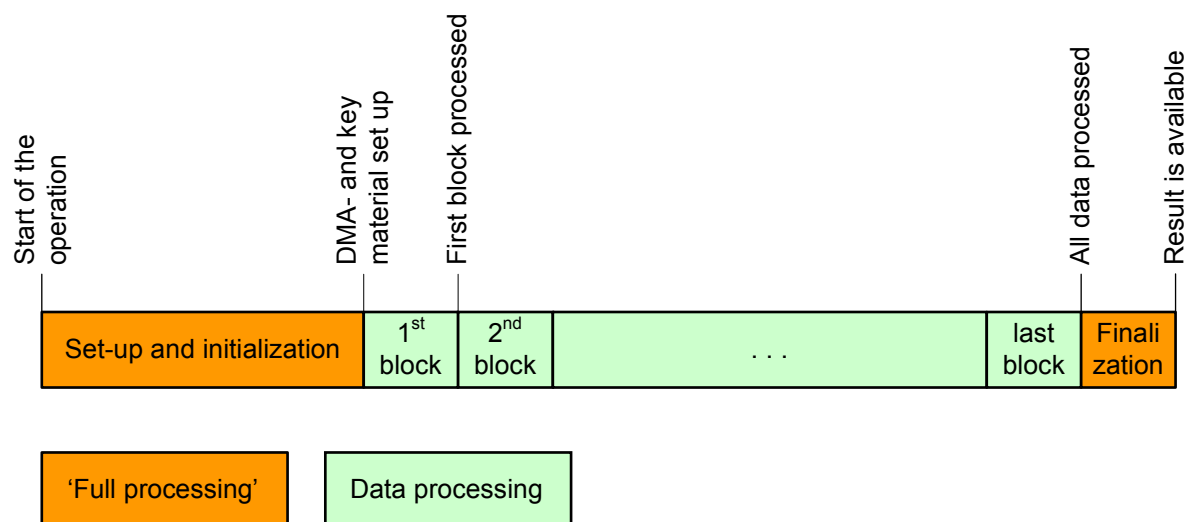 Start of the
operation
DMA- and key
material set up
First block processed
All data processed
Result is available
Set-up and initialization
1st
block
2nd
block
. . .
last
block
Finali
zation
‘Full processing’
Data processing